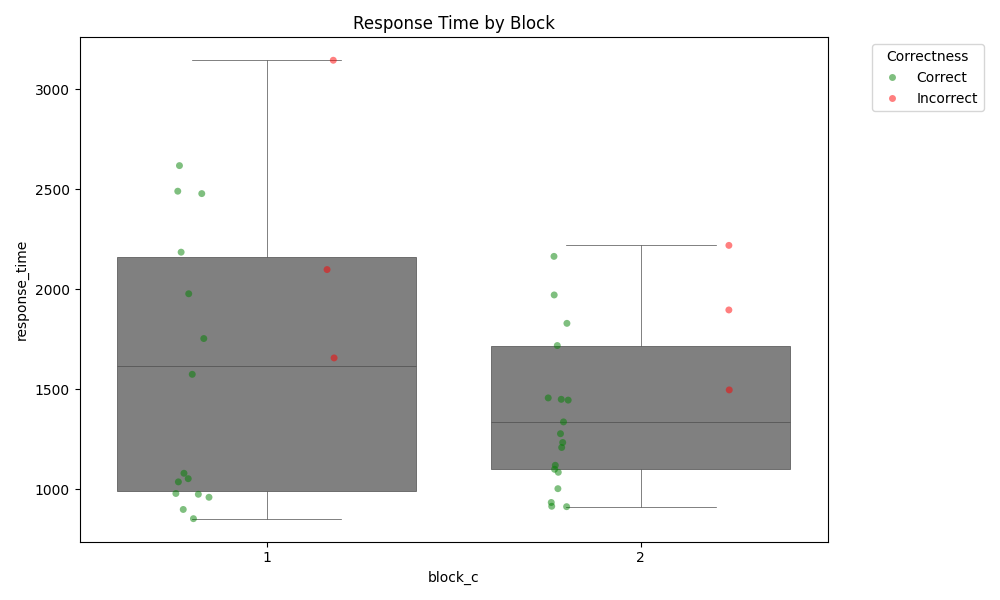 Response Time by Block
Correctness
Correct
Incorrect
3000
2500
2000
1500
1000
response_time
1
2
block_c